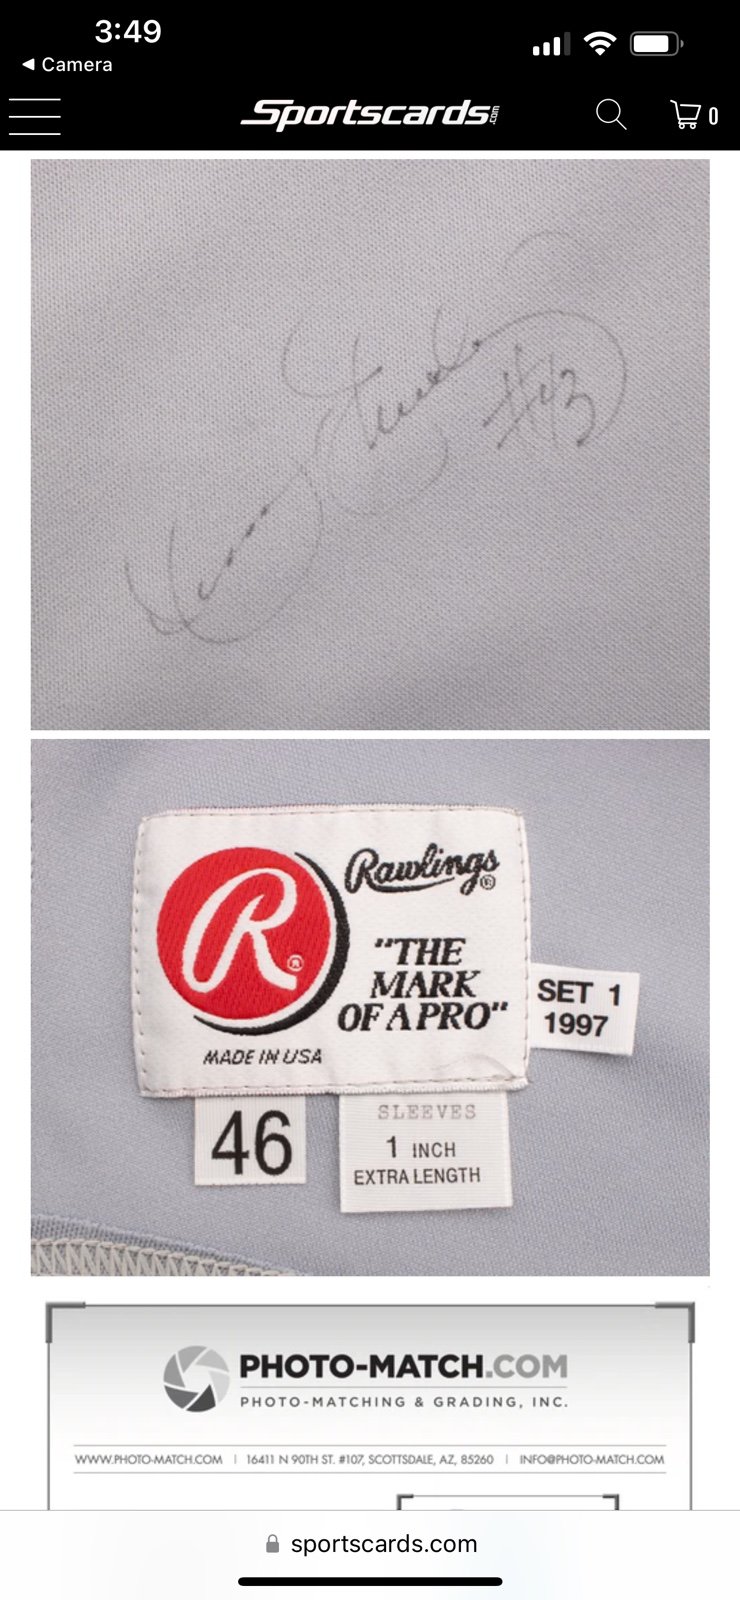 3:49
Camera
Sportscards.com
0
#43
Rawlings
R
"THE
MARK
OF A PRO"
MADE IN USA
SET 1
1997
46
SLEEVES
1 INCH
EXTRA LENGTH
PHOTO-MATCH.COM
PHOTO-MATCHING & GRADING, INC.
WWW.PHOTO-MATCH.COM | 16411 N 90TH ST. #107, SCOTTSDALE, AZ, 85260 | INFO@PHOTO-MATCH.COM
sportscards.com